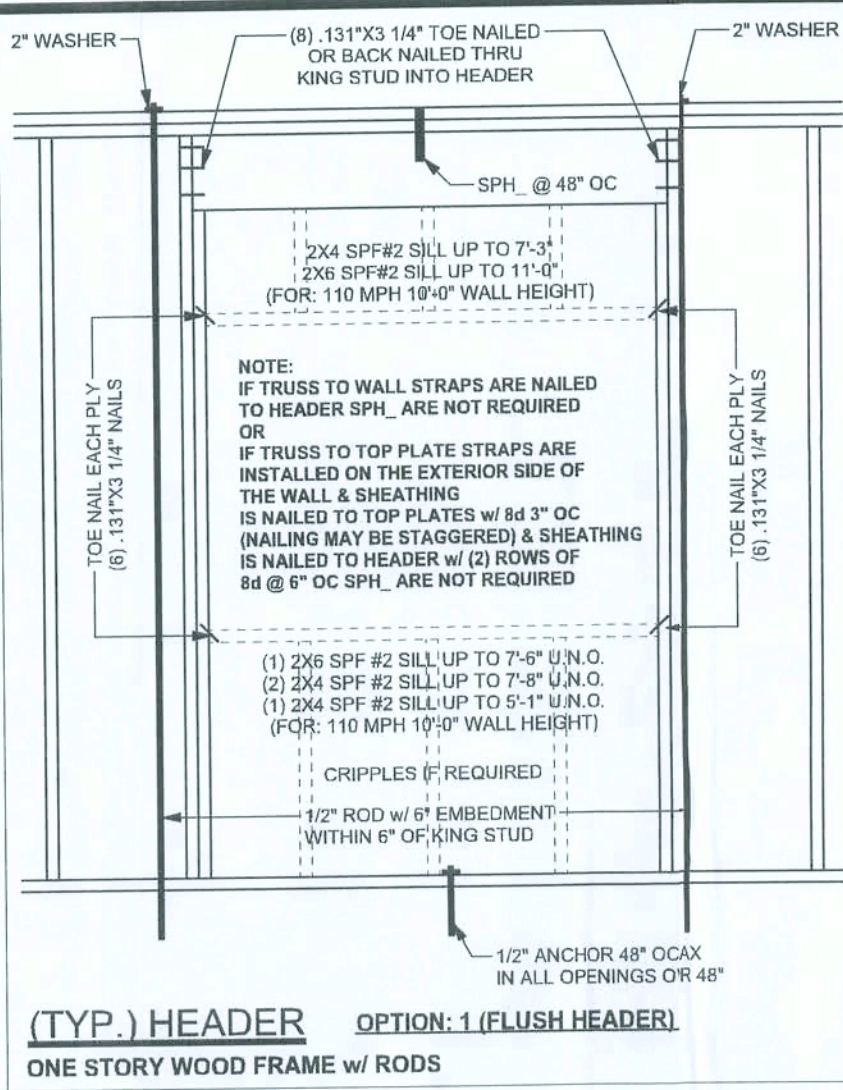 2" WASHER
(8) .131"X3 1/4" TOE NAILED
OR BACK NAILED THRU
KING STUD INTO HEADER
2" WASHER
SPH_ @ 48" OC
2X4 SPF#2 SILL UP TO 7'-3"
2X6 SPF#2 SILL UP TO 11'-0"
(FOR: 110 MPH 10'-0" WALL HEIGHT)
TOE NAIL EACH PLY
(6) .131"X3 1/4" NAILS
NOTE:
IF TRUSS TO WALL STRAPS ARE NAILED
TO HEADER SPH_ ARE NOT REQUIRED
OR
IF TRUSS TO TOP PLATE STRAPS ARE
INSTALLED ON THE EXTERIOR SIDE OF
THE WALL & SHEATHING
IS NAILED TO TOP PLATES w/ 8d 3" OC
(NAILING MAY BE STAGGERED) & SHEATHING
IS NAILED TO HEADER w/ (2) ROWS OF
8d @ 6" OC SPH_ ARE NOT REQUIRED
TOE NAIL EACH PLY
(6) .131"X3 1/4" NAILS
(1) 2X6 SPF #2 SILL UP TO 7'-6" U.N.O.
(2) 2X4 SPF #2 SILL UP TO 7'-8" U.N.O.
(1) 2X4 SPF #2 SILL UP TO 5'-1" U.N.O.
(FOR: 110 MPH 10'-0" WALL HEIGHT)
CRIPPLES IF REQUIRED
1/2" ROD w/ 6" EMBEDMENT
WITHIN 6" OF KING STUD
1/2" ANCHOR 48" OCAX
IN ALL OPENINGS O'R 48"
(TYP.) HEADER
OPTION: 1 (FLUSH HEADER)
ONE STORY WOOD FRAME w/ RODS